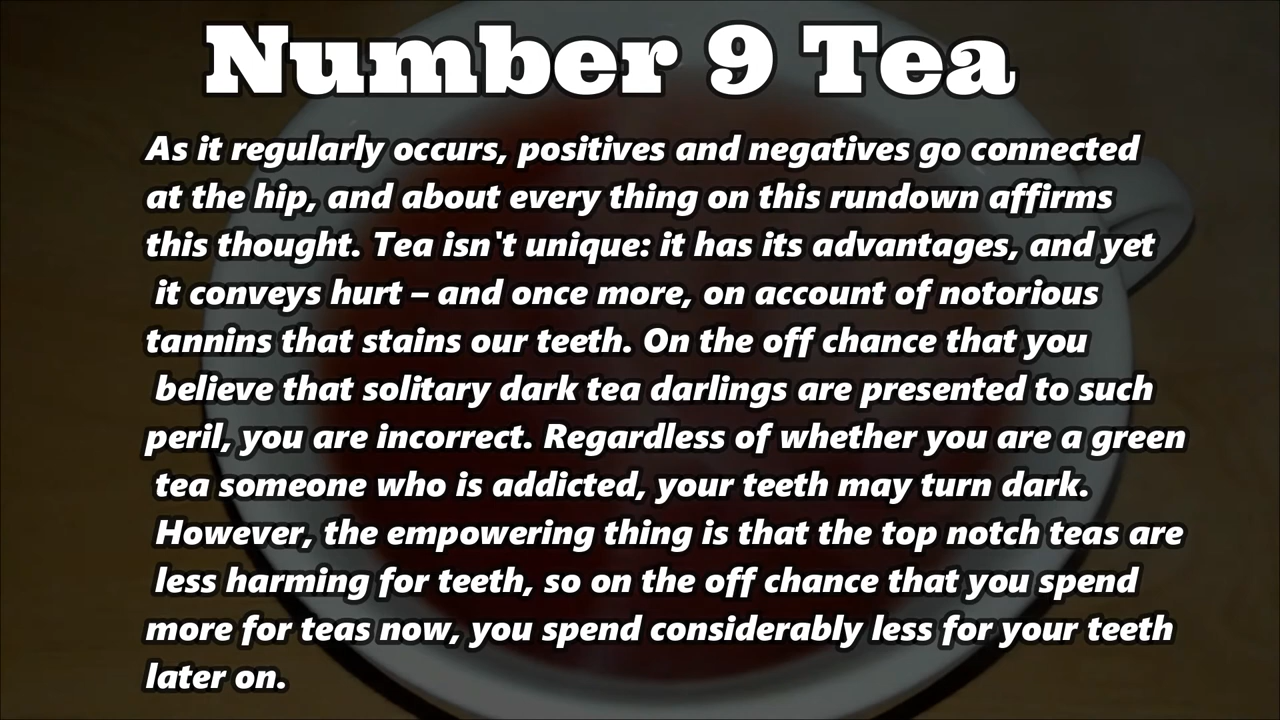 Number 9 Tea
As it regularly occurs, positives and negatives go connected
at the hip, and about every thing on this rundown affirms
this thought. Tea isn't unique: it has its advantages, and yet
it conveys hurt – and once more, on account of notorious
tannins that stains our teeth. On the off chance that you
believe that solitary dark tea darlings are presented to such
peril, you are incorrect. Regardless of whether you are a green
tea someone who is addicted, your teeth may turn dark.
However, the empowering thing is that the top notch teas are
less harming for teeth, so on the off chance that you spend
more for teas now, you spend considerably less for your teeth
later on.